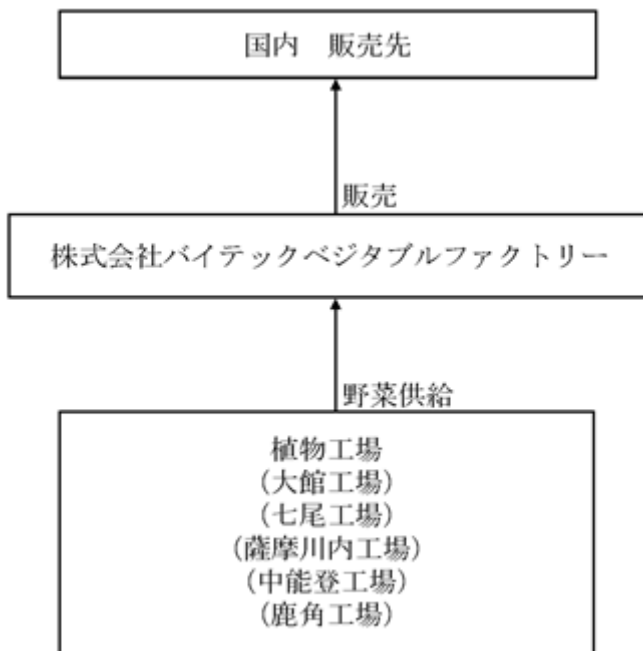 国内　販売先
販売
株式会社バイテックベジタブルファクトリー
野菜供給
植物工場
(大館工場)
(七尾工場)
(薩摩川内工場)
(中能登工場)
(鹿角工場)